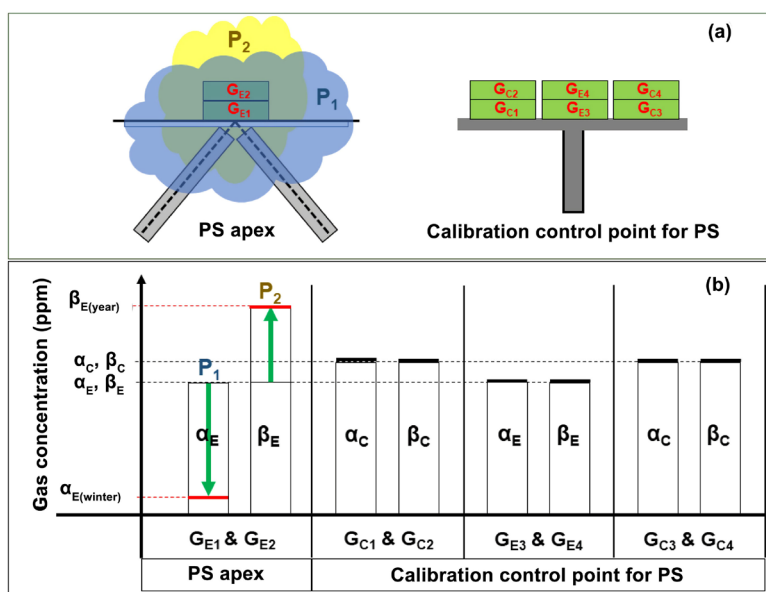 (a)
P2
P1
GE2
GE1
PS apex
GC2 GE4 GC4
GC1 GE3 GC3
Calibration control point for PS
(b)
Gas concentration (ppm)
βE(year)
αC, βC
αE, βE
αE(winter)
P1 P2
αE βE αC βC αE βE αC βC
GE1 & GE2 GC1 & GC2 GE3 & GE4 GC3 & GC4
PS apex Calibration control point for PS